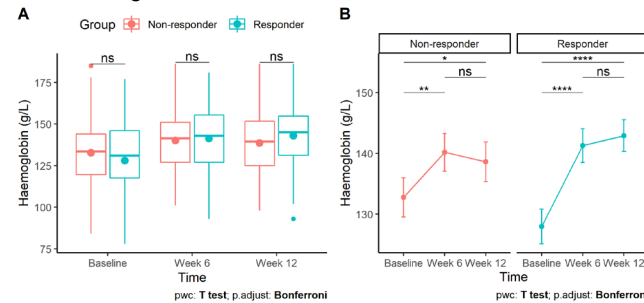 A
Group Non-responder Responder
ns ns ns
Haemoglobin (g/L)
175
150
125
100
75
Baseline Week 6 Week 12
Time
pwc: T test; p.adjust: Bonferroni
B
Non-responder Responder
* ****
ns ns
** ****
Haemoglobin (g/L)
150
140
130
Baseline Week 6 Week 12 Baseline Week 6 Week 12
Time
pwc: T test; p.adjust: Bonferroni